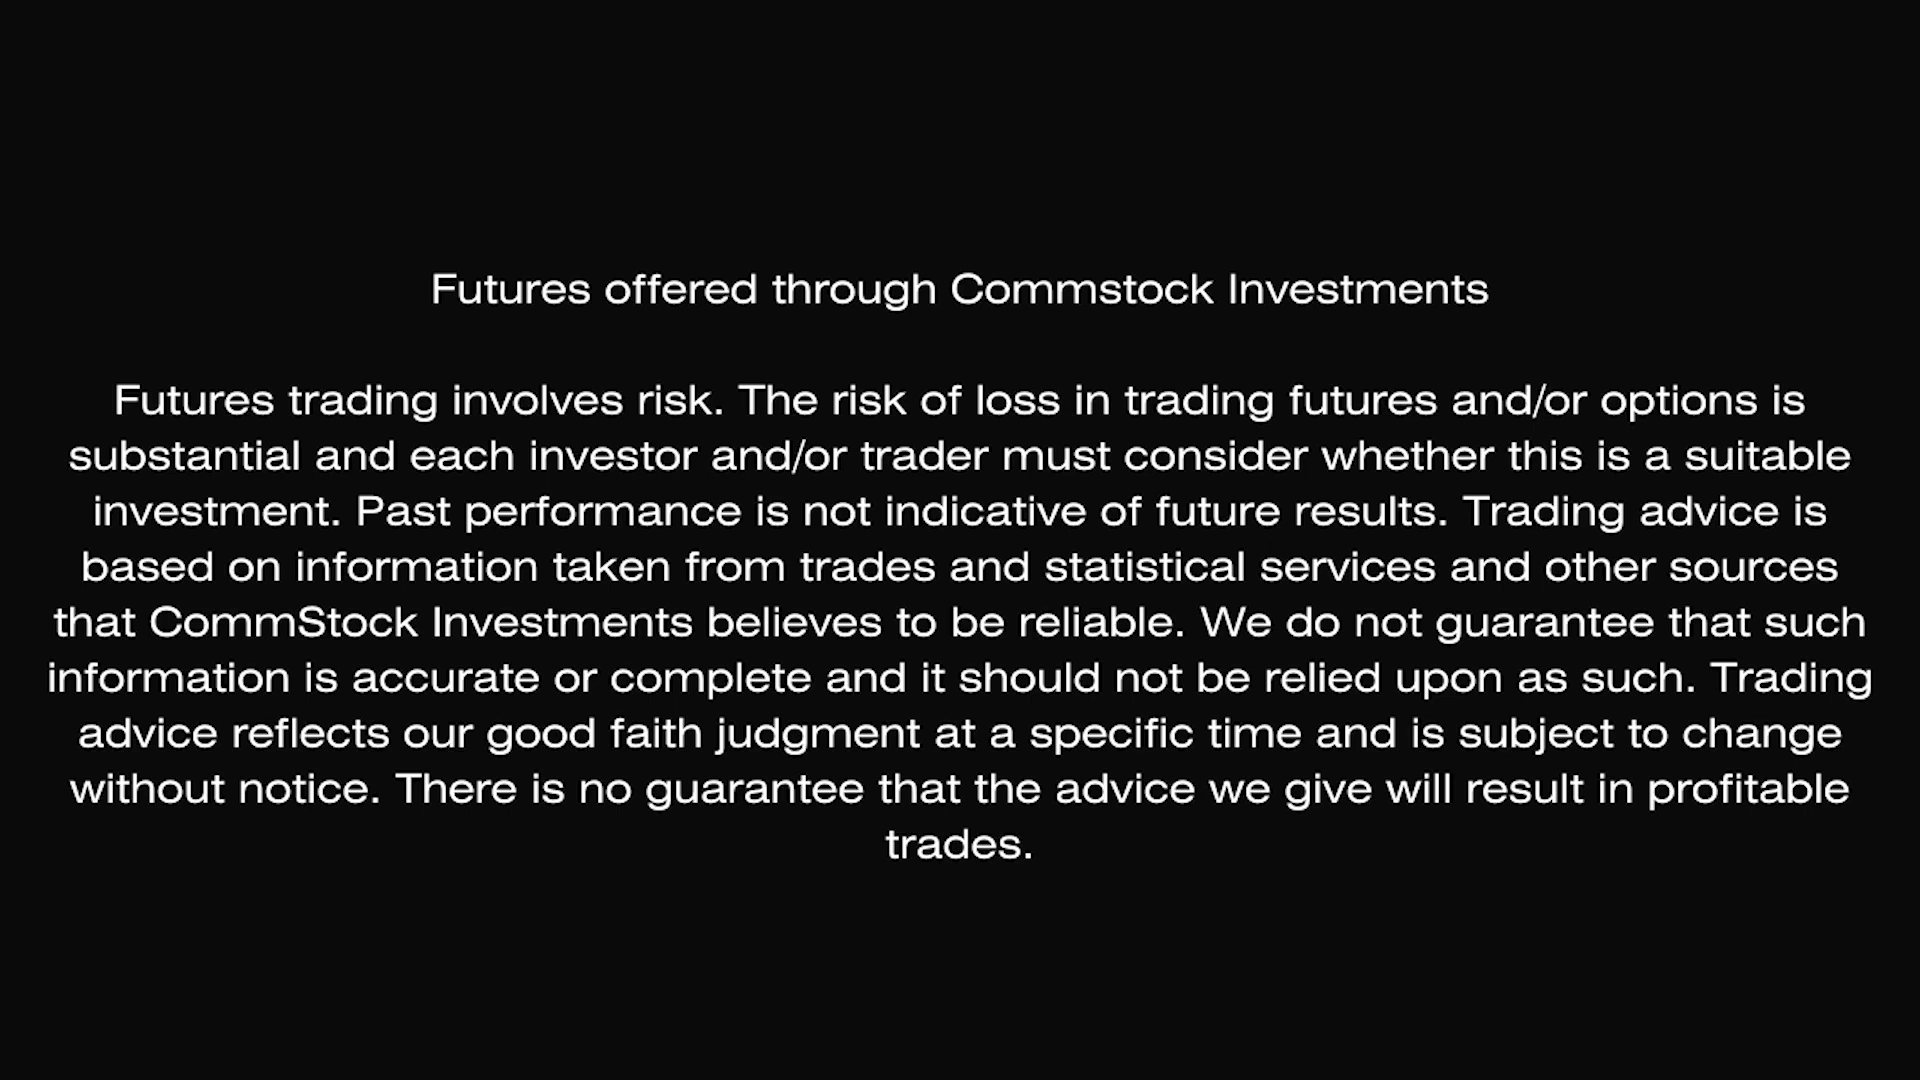 Futures offered through Commstock Investments
Futures trading involves risk. The risk of loss in trading futures and/or options is
substantial and each investor and/or trader must consider whether this is a suitable
investment. Past performance is not indicative of future results. Trading advice is
based on information taken from trades and statistical services and other sources
that CommStock Investments believes to be reliable. We do not guarantee that such
information is accurate or complete and it should not be relied upon as such. Trading
advice reflects our good faith judgment at a specific time and is subject to change
without notice. There is no guarantee that the advice we give will result in profitable
trades.